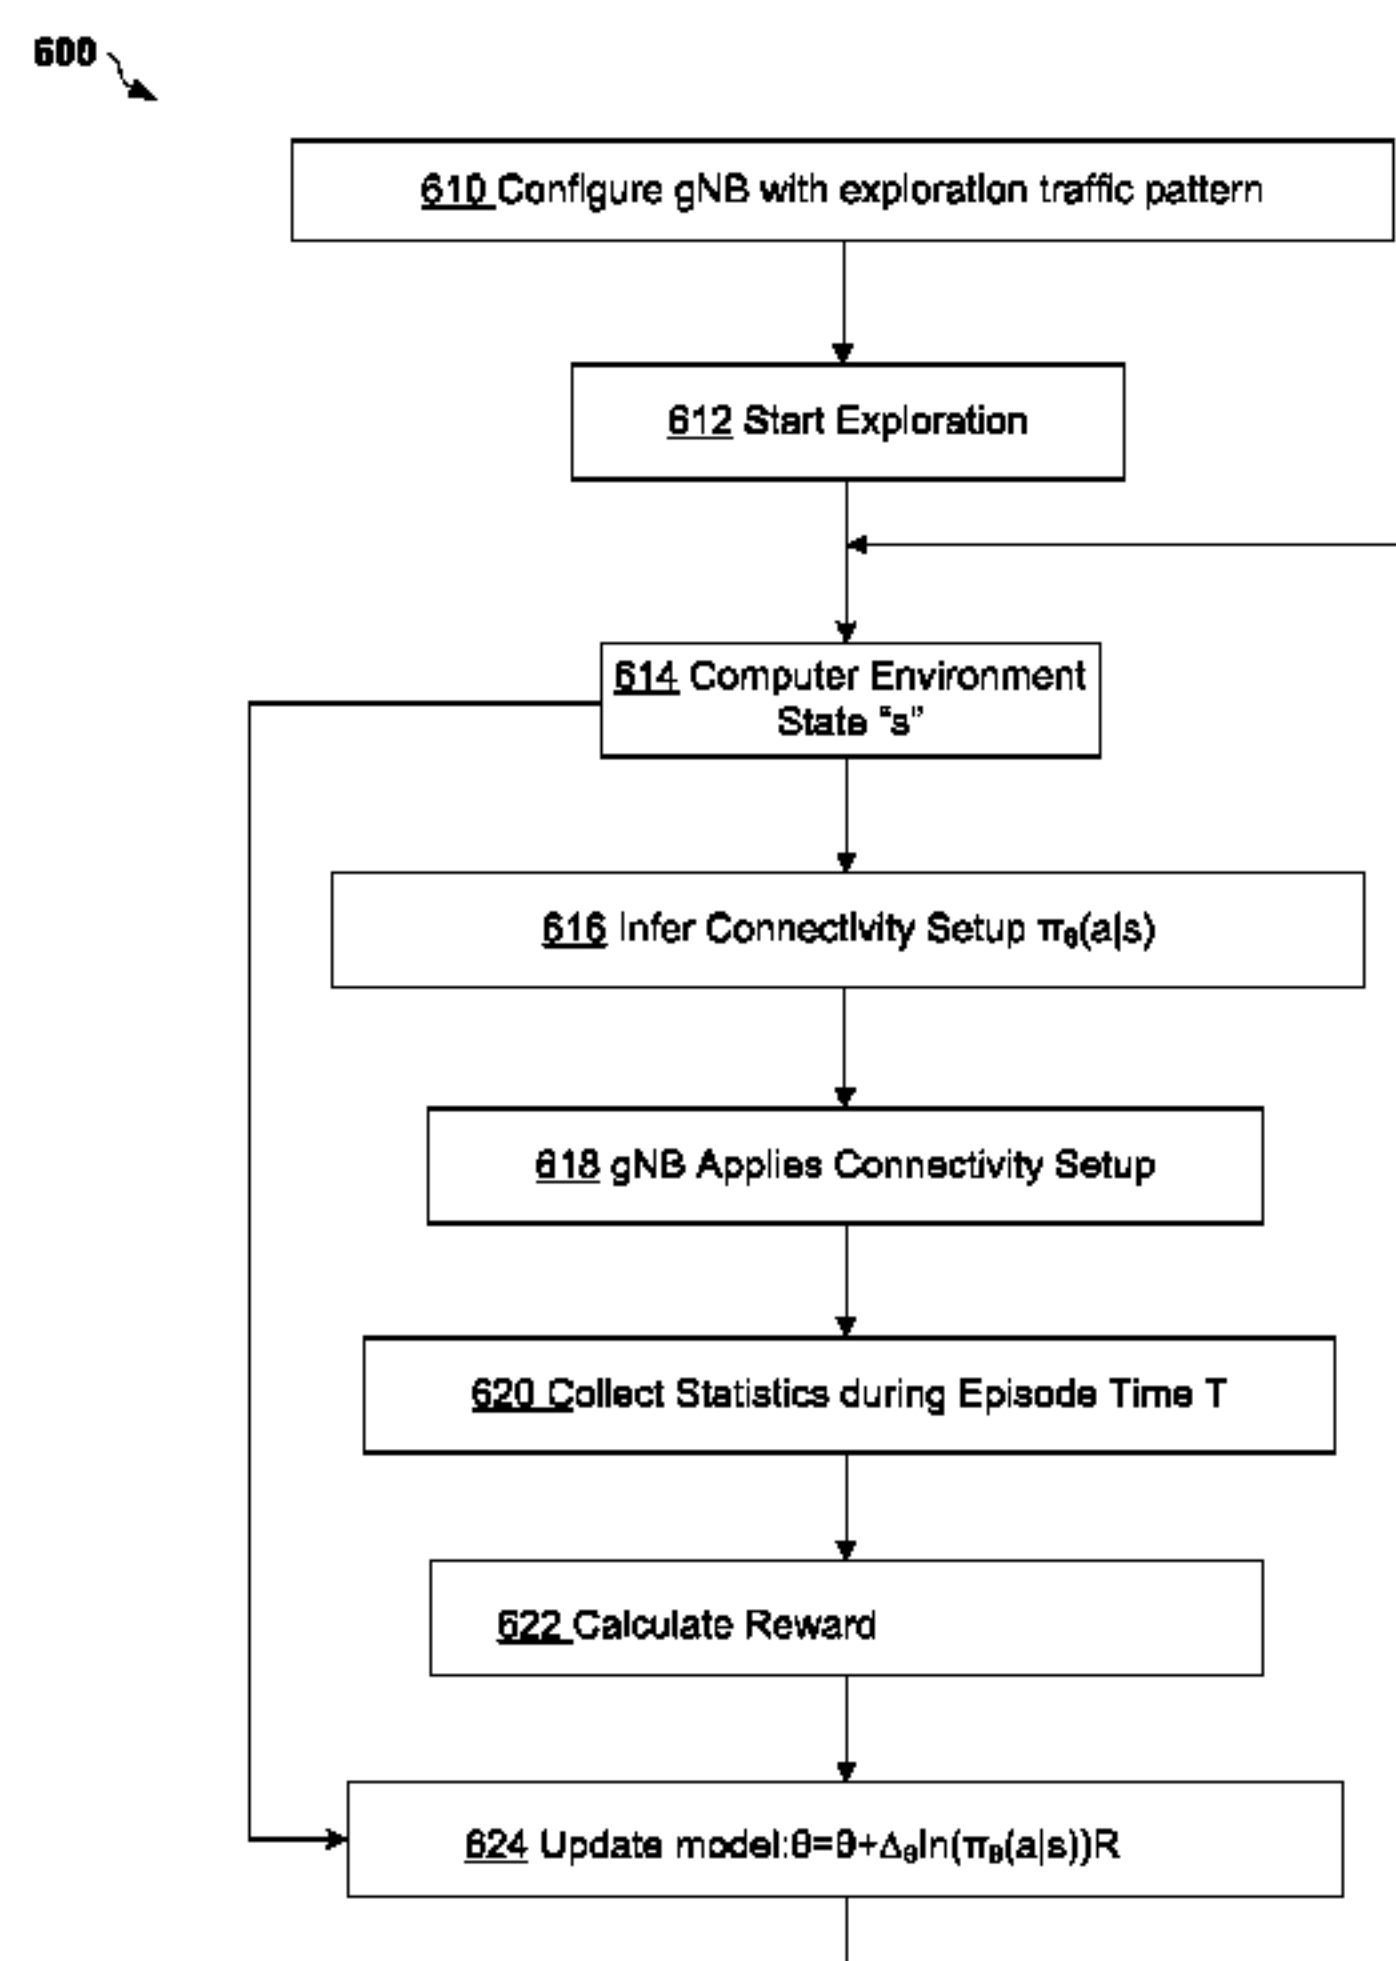 600
610 Configure gNB with exploration traffic pattern
612 Start Exploration
614 Computer Environment
State “s”
616 Infer Connectivity Setup πθ(a|s)
618 gNB Applies Connectivity Setup
620 Collect Statistics during Episode Time T
622 Calculate Reward
624 Update model:θ=θ+Δθln(πθ(a|s))R